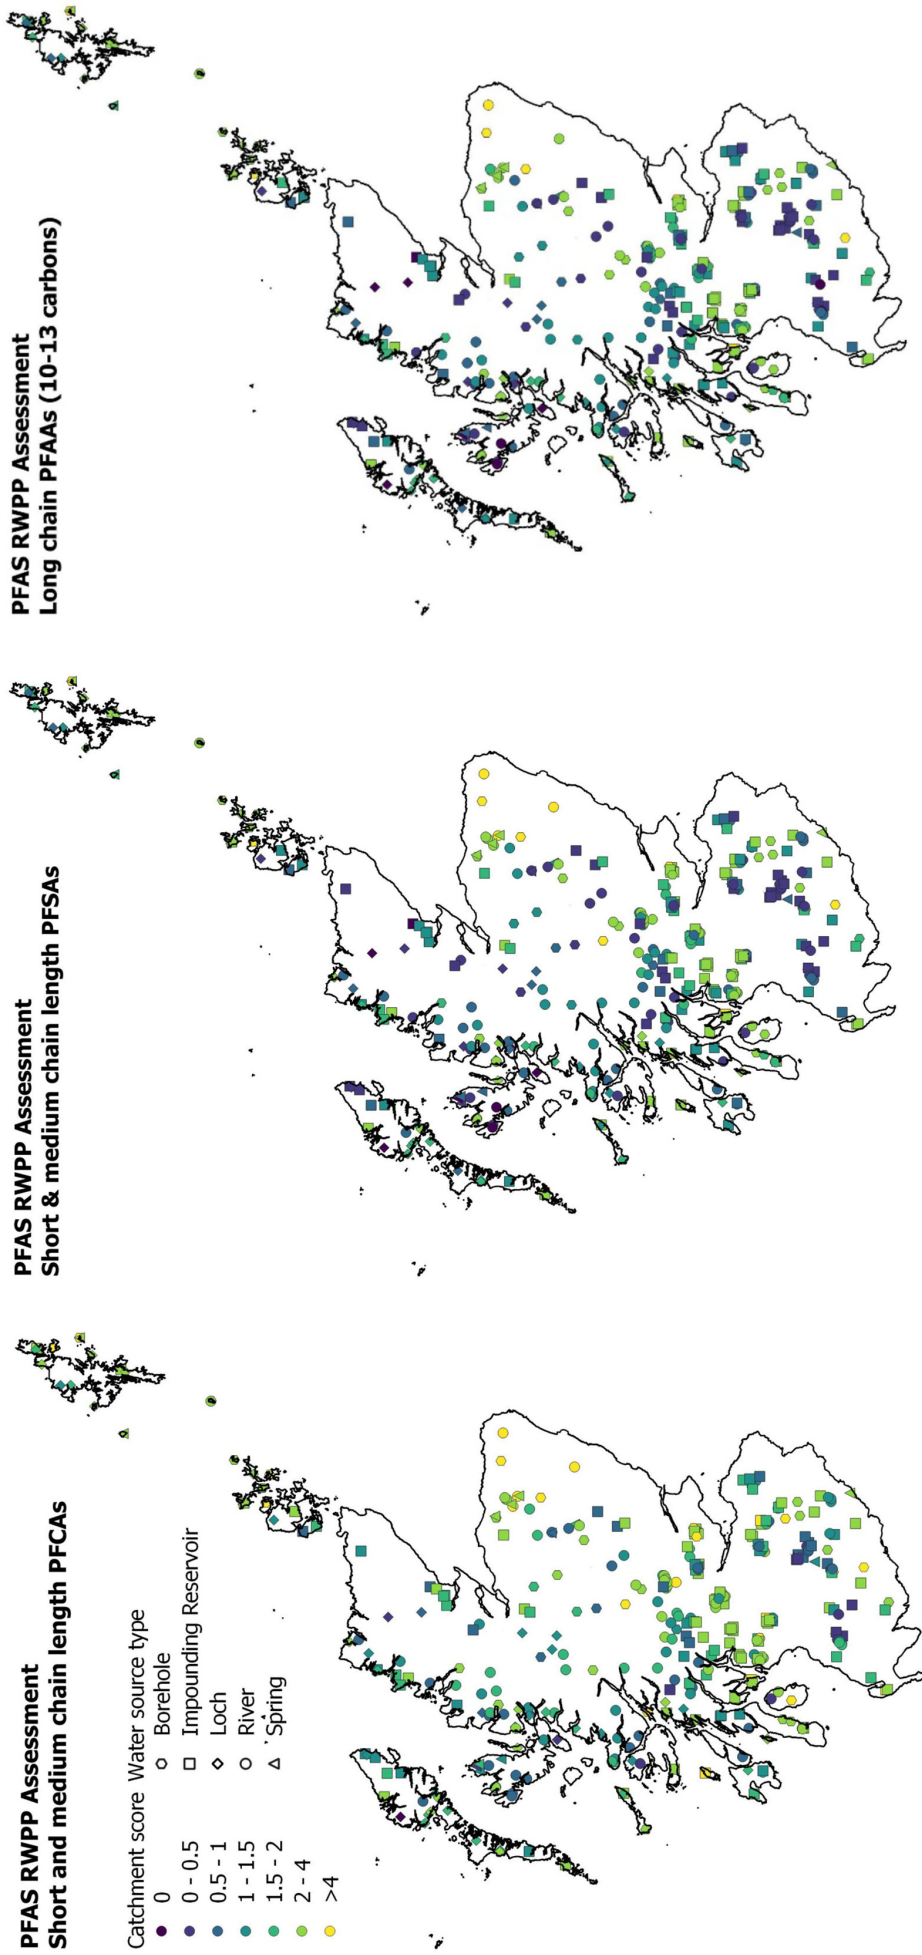 PFAS RWPP Assessment
Short and medium chain length PFCAs
Catchment score
0
0 - 0.5
0.5 - 1
1 - 1.5
1.5 - 2
2 - 4
>4
Water source type
Borehole
Impounding Reservoir
Loch
River
Spring
PFAS RWPP Assessment
Short & medium chain length PFSAs
PFAS RWPP Assessment
Long chain PFAAs (10-13 carbons)